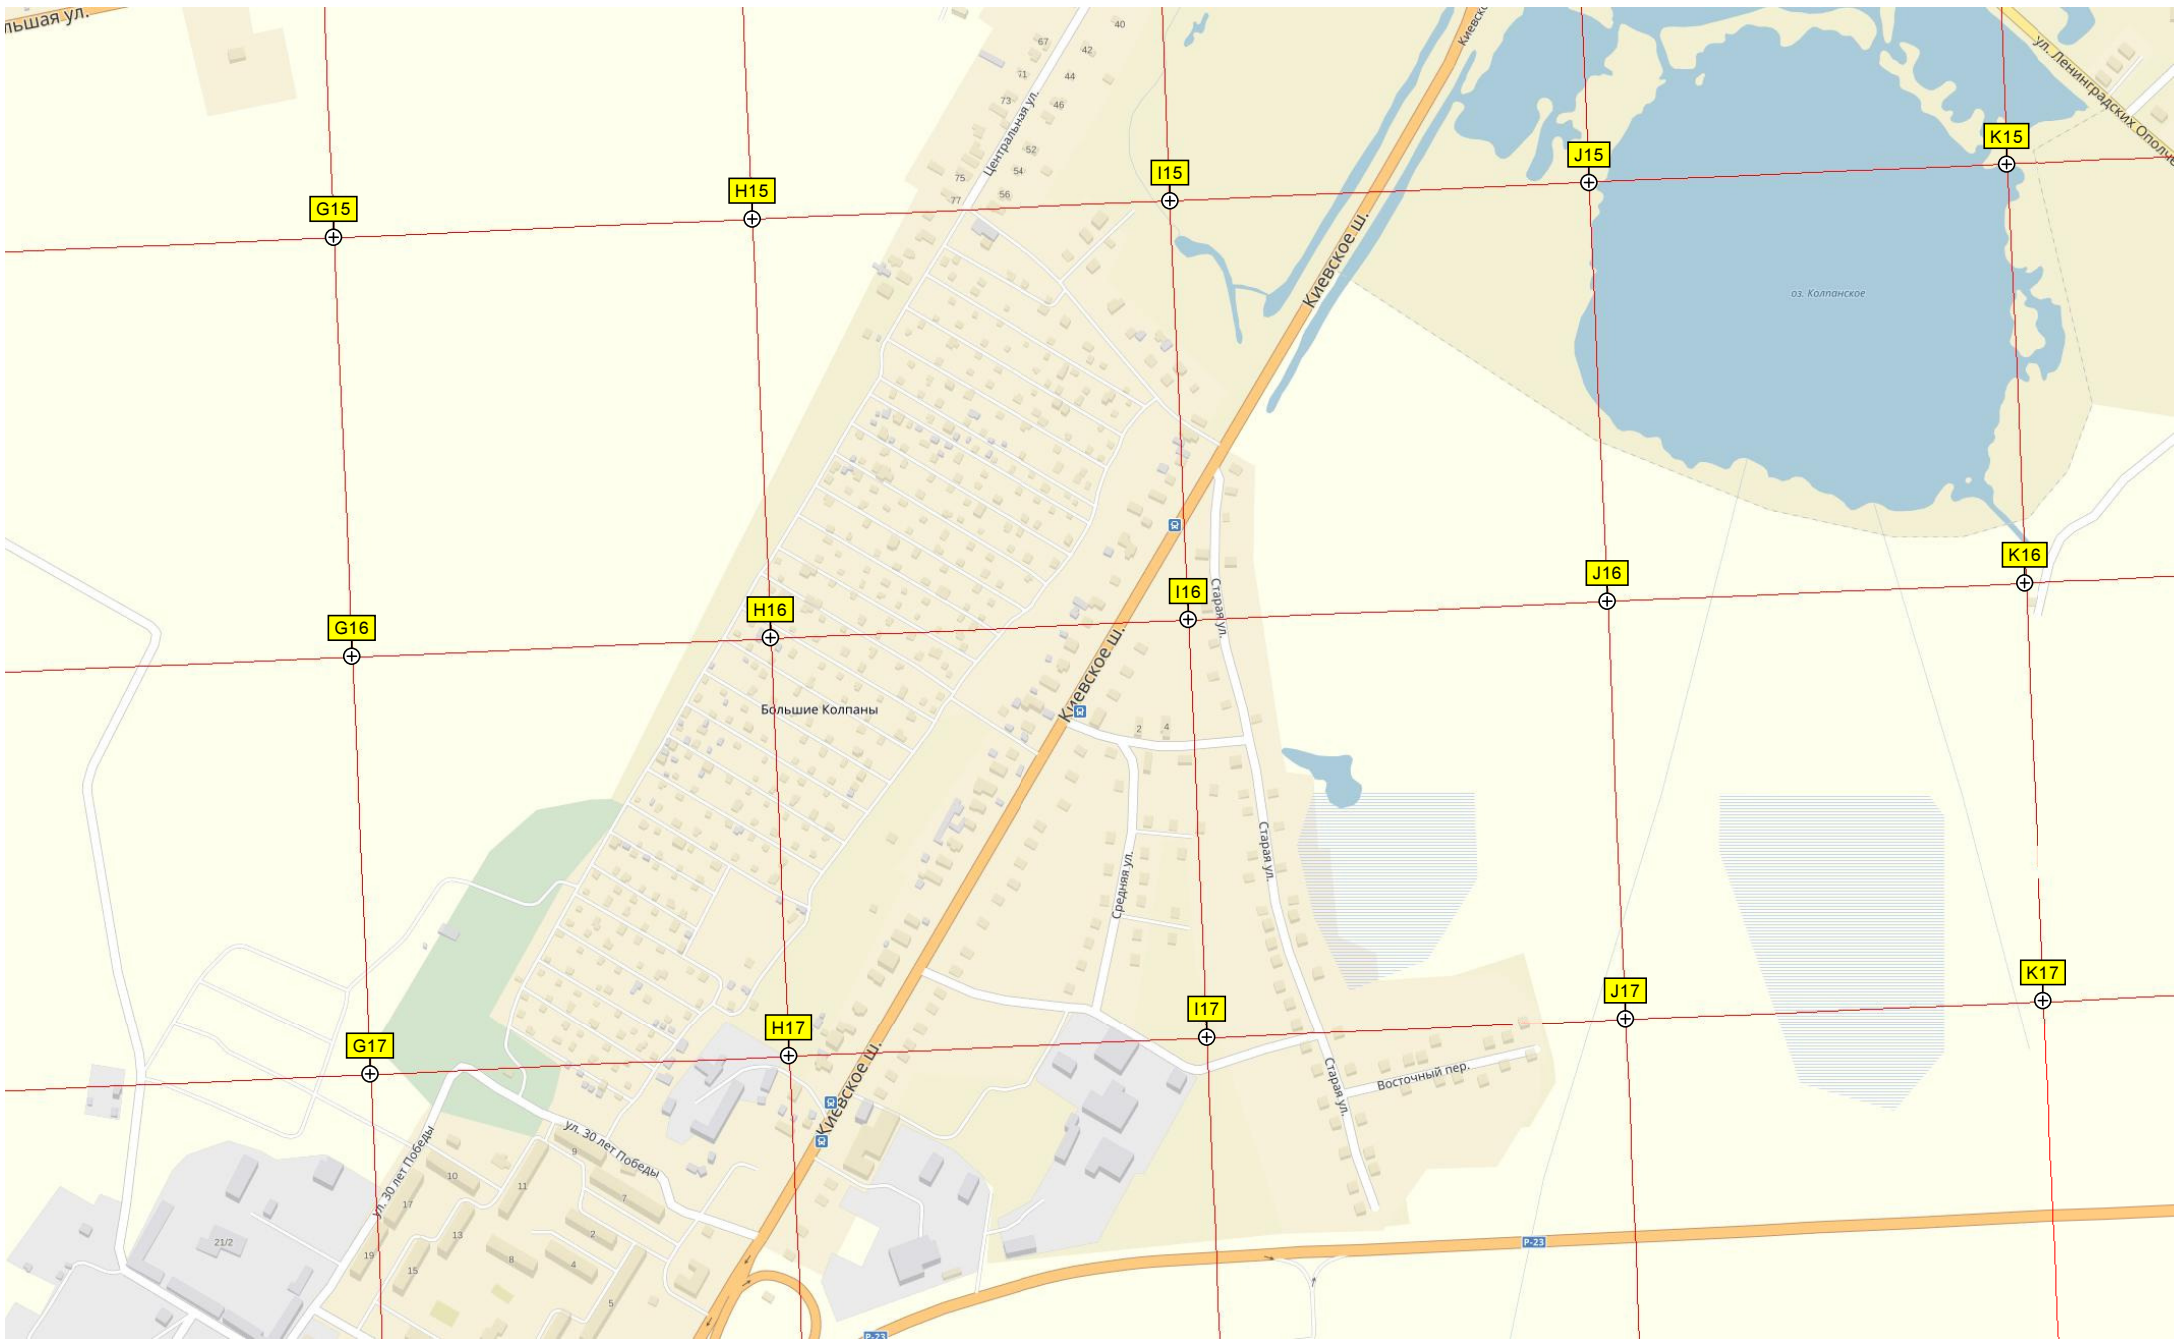 льшая ул.
40
67
42
Киевско
ул. Ленинградских Ополче
71
44
73
46
Центральная ул.
52
54
75
56
77
K15
J15
I15
H15
G15
Киевское ш.
оз. Колпанское
K16
J16
I16
H16
G16
Старая ул.
Киевское ш.
Большие Колпаны
2
4
Старая ул.
Средняя ул.
K17
J17
I17
H17
G17
Киевское ш.
Старая ул.
Восточный пер.
ул. 30 лет Победы
ул. 30 лет Победы
9
10
11
7
17
13
2
21/2
19
15
8
4
5
Р-23
Р-23